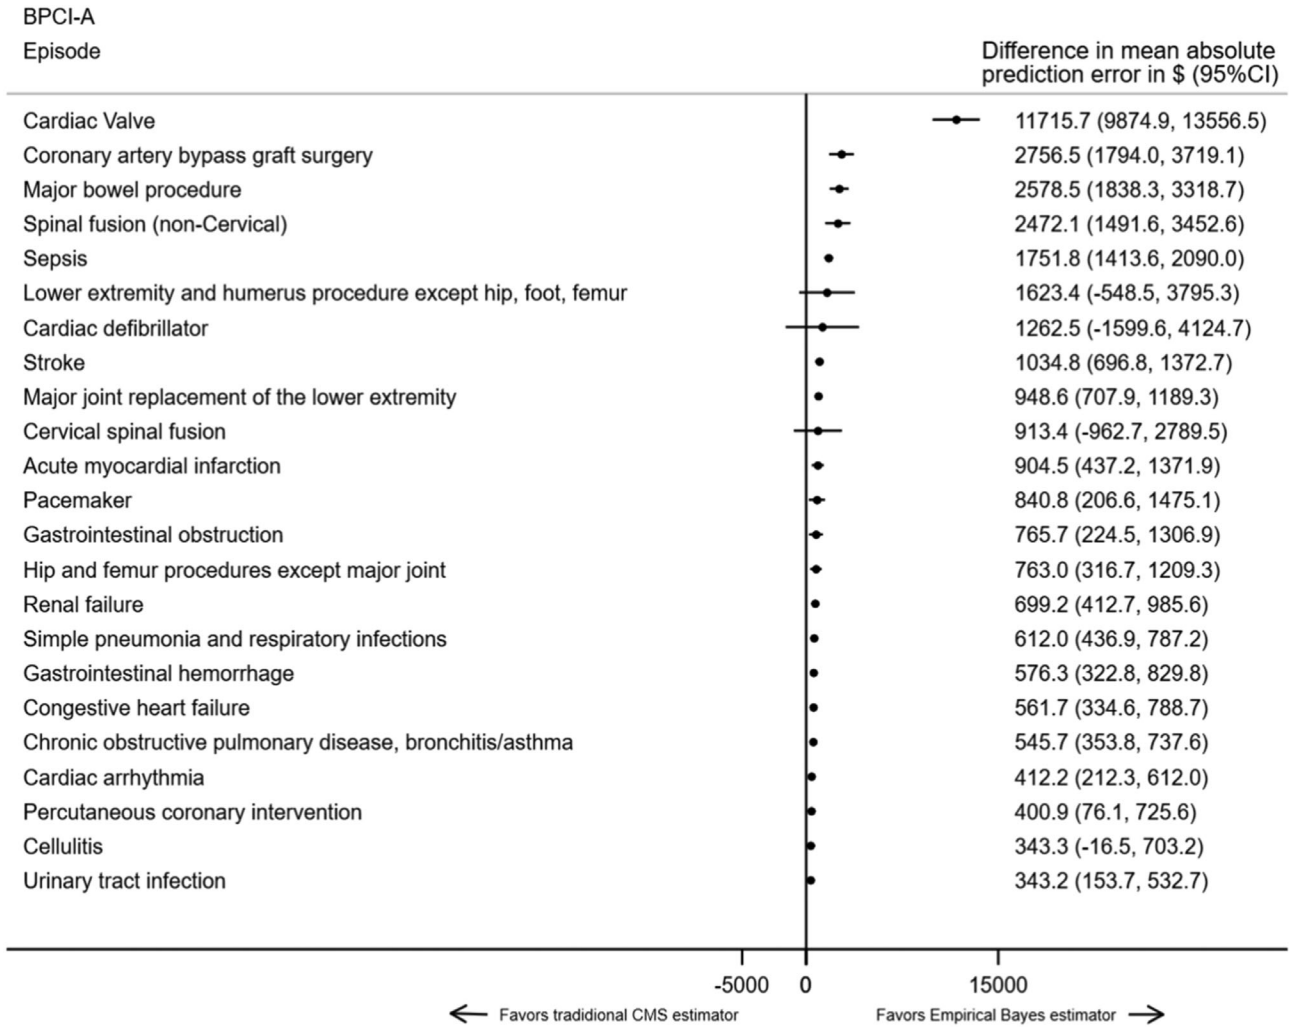 BPCI-A
Episode
Difference in mean absolute
prediction error in $ (95%CI)
Cardiac Valve 11715.7 (9874.9, 13556.5)
Coronary artery bypass graft surgery 2756.5 (1794.0, 3719.1)
Major bowel procedure 2578.5 (1838.3, 3318.7)
Spinal fusion (non-Cervical) 2472.1 (1491.6, 3452.6)
Sepsis 1751.8 (1413.6, 2090.0)
Lower extremity and humerus procedure except hip, foot, femur 1623.4 (-548.5, 3795.3)
Cardiac defibrillator 1262.5 (-1599.6, 4124.7)
Stroke 1034.8 (696.8, 1372.7)
Major joint replacement of the lower extremity 948.6 (707.9, 1189.3)
Cervical spinal fusion 913.4 (-962.7, 2789.5)
Acute myocardial infarction 904.5 (437.2, 1371.9)
Pacemaker 840.8 (206.6, 1475.1)
Gastrointestinal obstruction 765.7 (224.5, 1306.9)
Hip and femur procedures except major joint 763.0 (316.7, 1209.3)
Renal failure 699.2 (412.7, 985.6)
Simple pneumonia and respiratory infections 612.0 (436.9, 787.2)
Gastrointestinal hemorrhage 576.3 (322.8, 829.8)
Congestive heart failure 561.7 (334.6, 788.7)
Chronic obstructive pulmonary disease, bronchitis/asthma 545.7 (353.8, 737.6)
Cardiac arrhythmia 412.2 (212.3, 612.0)
Percutaneous coronary intervention 400.9 (76.1, 725.6)
Cellulitis 343.3 (-16.5, 703.2)
Urinary tract infection 343.2 (153.7, 532.7)
-5000 0 15000
Favors tradidional CMS estimator Favors Empirical Bayes estimator